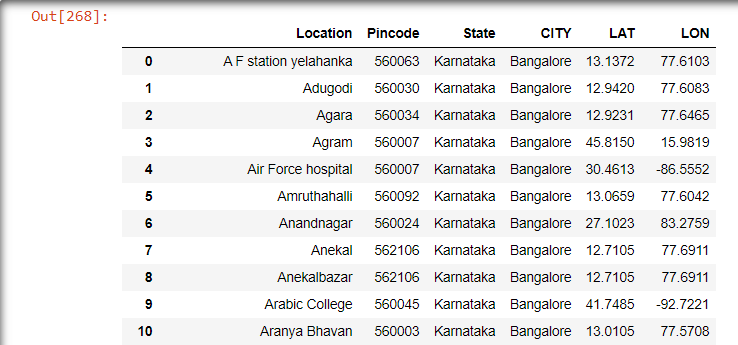 Out[268]:
Location Pincode State CITY LAT LON
0 A F station yelahanka 560063 Karnataka Bangalore 13.1372 77.6103
1 Adugodi 560030 Karnataka Bangalore 12.9420 77.6083
2 Agara 560034 Karnataka Bangalore 12.9231 77.6465
3 Agram 560007 Karnataka Bangalore 45.8150 15.9819
4 Air Force hospital 560007 Karnataka Bangalore 30.4613 -86.5552
5 Amruthahalli 560092 Karnataka Bangalore 13.0659 77.6042
6 Anandnagar 560024 Karnataka Bangalore 27.1023 83.2759
7 Anekal 562106 Karnataka Bangalore 12.7105 77.6911
8 Anekalbazar 562106 Karnataka Bangalore 12.7105 77.6911
9 Arabic College 560045 Karnataka Bangalore 41.7485 -92.7221
10 Aranya Bhavan 560003 Karnataka Bangalore 13.0105 77.5708